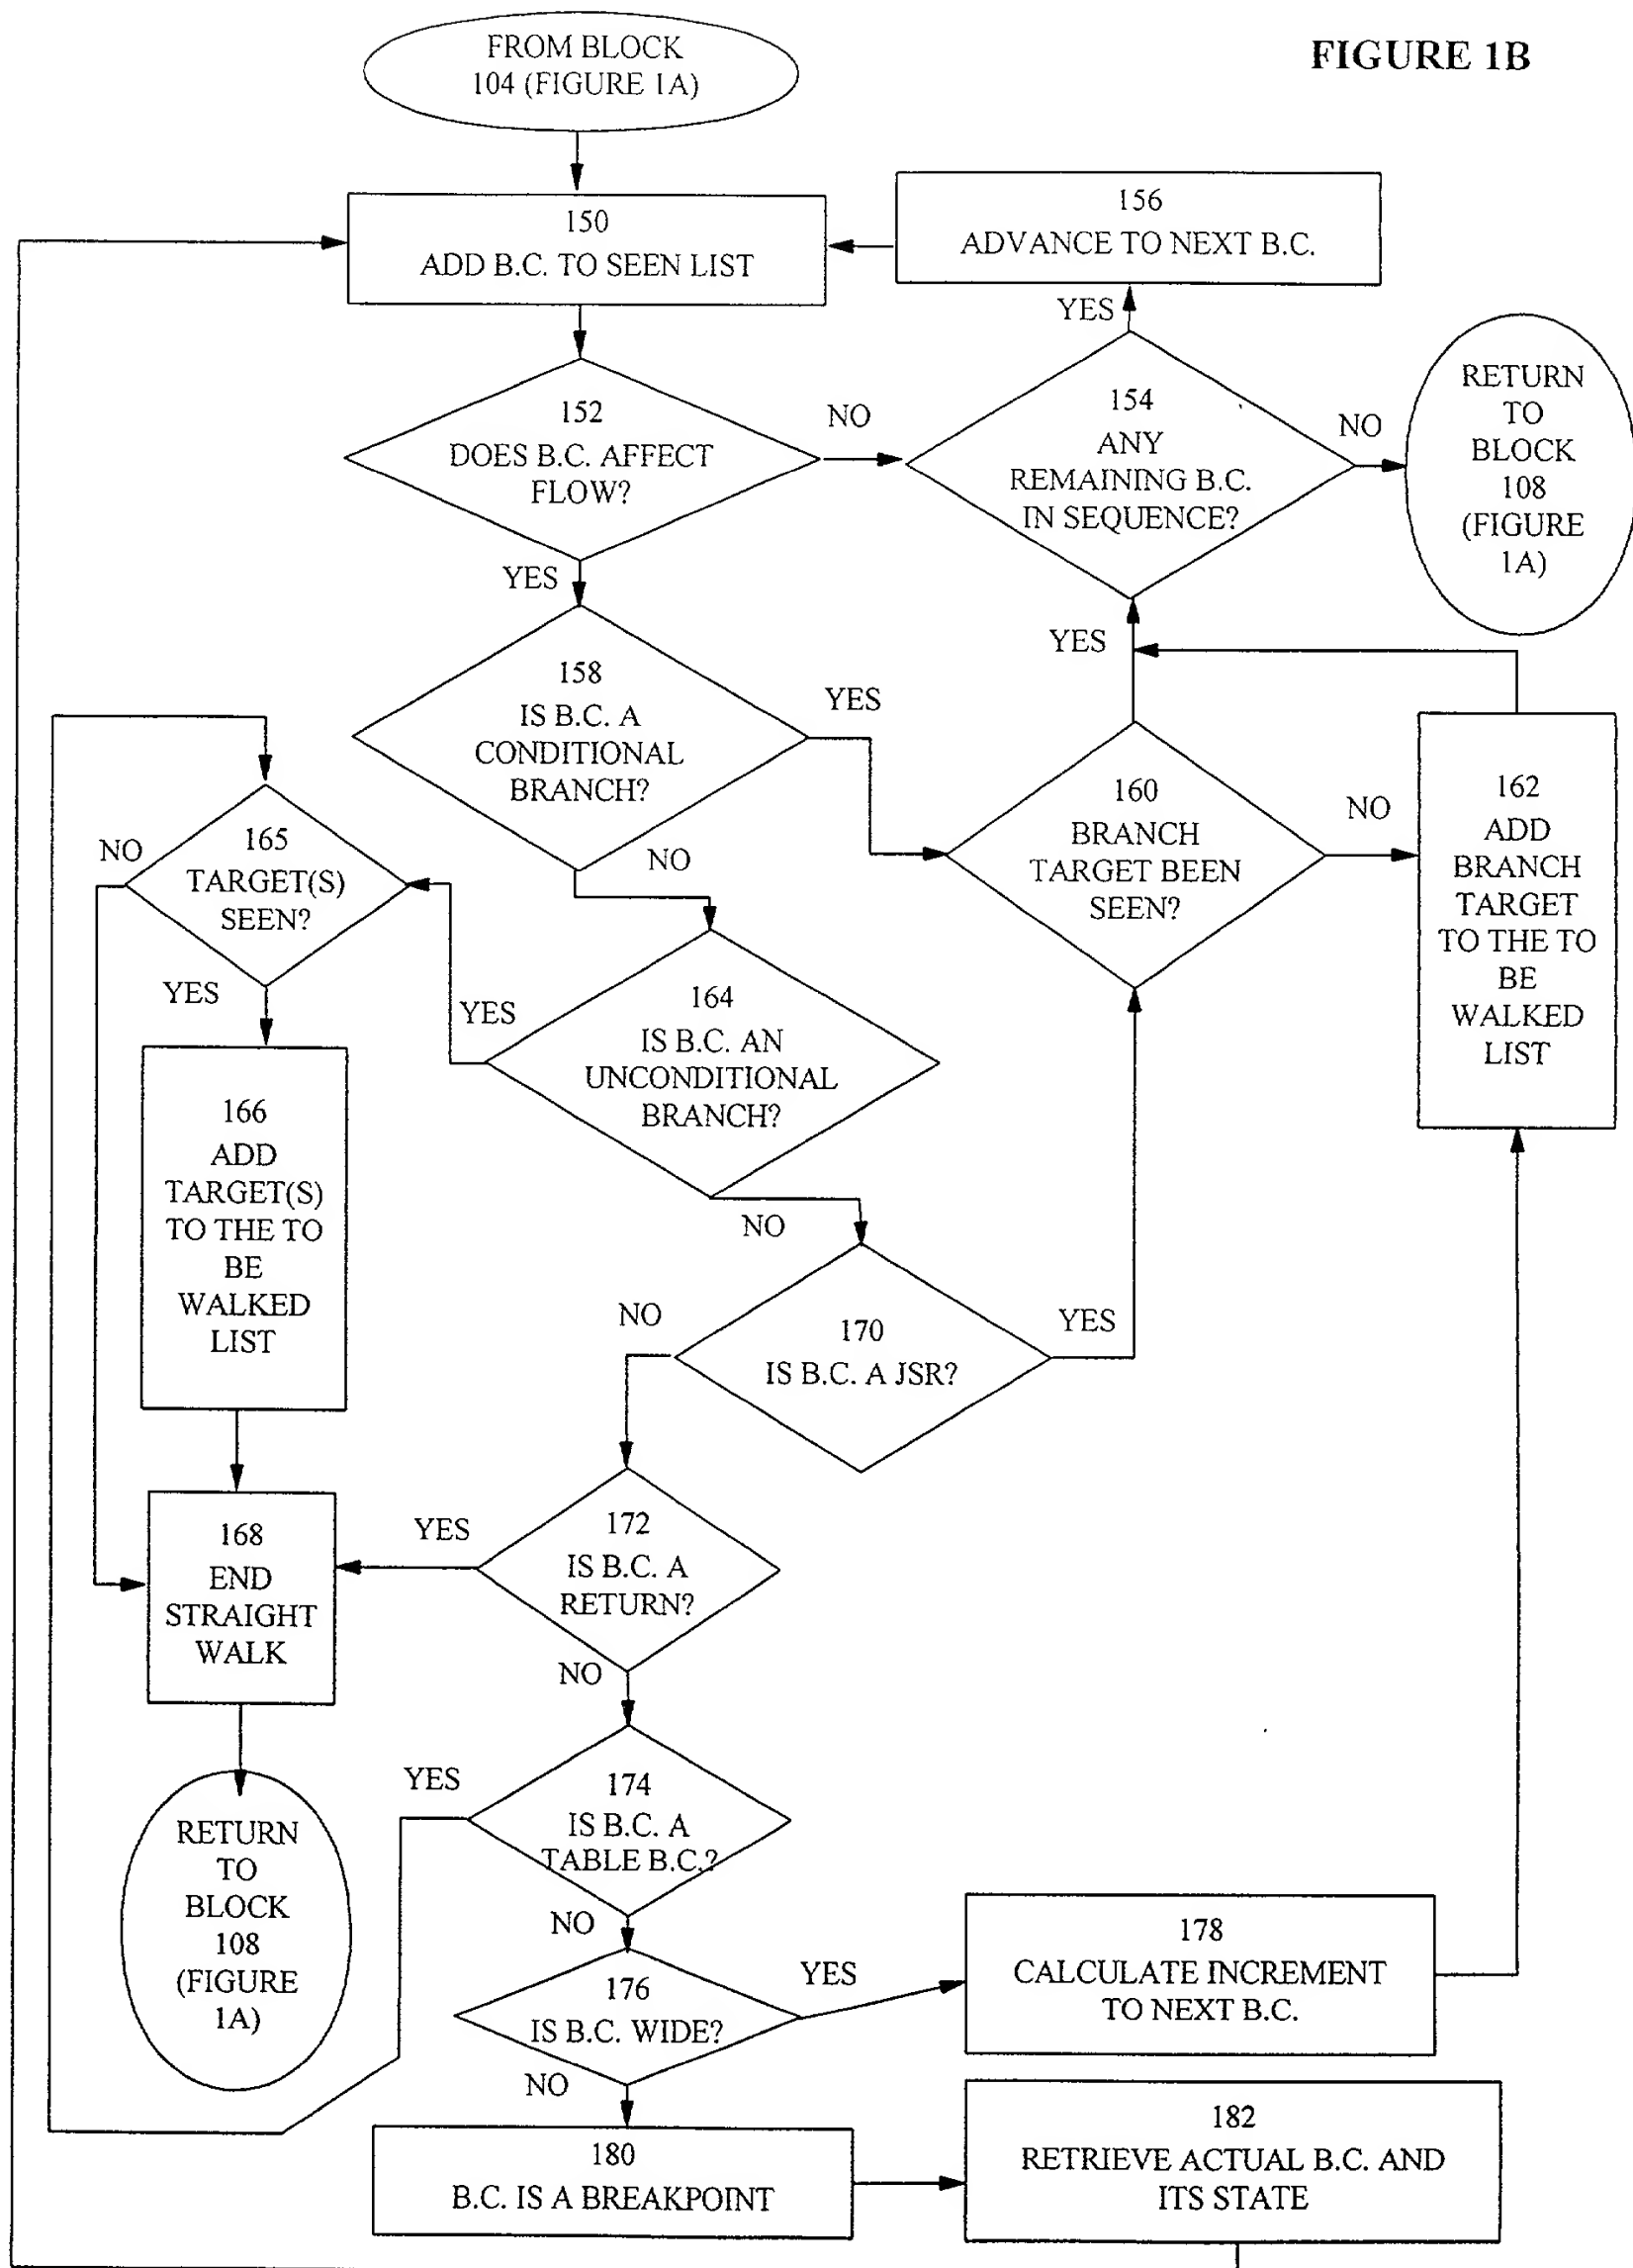 FROM BLOCK
104 (FIGURE 1A)
FIGURE 1B
150
ADD B.C. TO SEEN LIST
156
ADVANCE TO NEXT B.C.
YES
152
DOES B.C. AFFECT
FLOW?
NO
154
ANY
REMAINING B.C.
IN SEQUENCE?
NO
RETURN
TO
BLOCK
108
(FIGURE
1A)
YES
YES
158
IS B.C. A
CONDITIONAL
BRANCH?
YES
NO
160
BRANCH
TARGET BEEN
SEEN?
NO
162
ADD
BRANCH
TARGET
TO THE TO
BE
WALKED
LIST
NO
165
TARGET(S)
SEEN?
YES
YES
164
IS B.C. AN
UNCONDITIONAL
BRANCH?
NO
166
ADD
TARGET(S)
TO THE TO
BE
WALKED
LIST
NO
170
IS B.C. A JSR?
YES
168
END
STRAIGHT
WALK
YES
172
IS B.C. A
RETURN?
NO
YES
174
IS B.C. A
TABLE B.C.?
NO
RETURN
TO
BLOCK
108
(FIGURE
1A)
176
IS B.C. WIDE?
YES
NO
178
CALCULATE INCREMENT
TO NEXT B.C.
180
B.C. IS A BREAKPOINT
182
RETRIEVE ACTUAL B.C. AND
ITS STATE